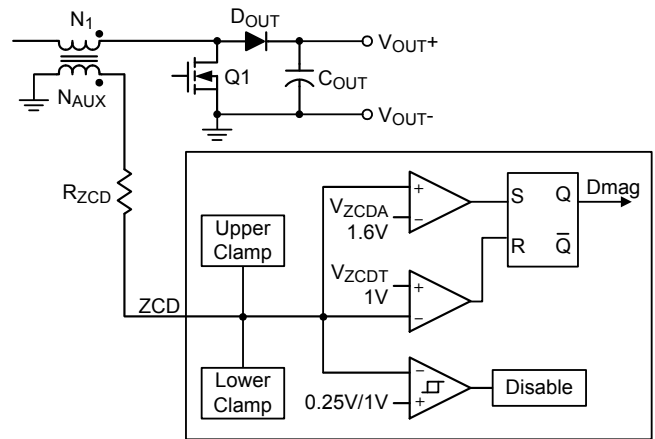 N1
DOUT
VOUT+
Q1
COUT
NAUX
VOUT-
RZCD
ZCD
Upper
Clamp
Lower
Clamp
+
VZCDA
−
1.6V
VZCDT
+
1V
−
−
0.25V/1V
+
S
Q
R
Q̅
Dmag
Disable